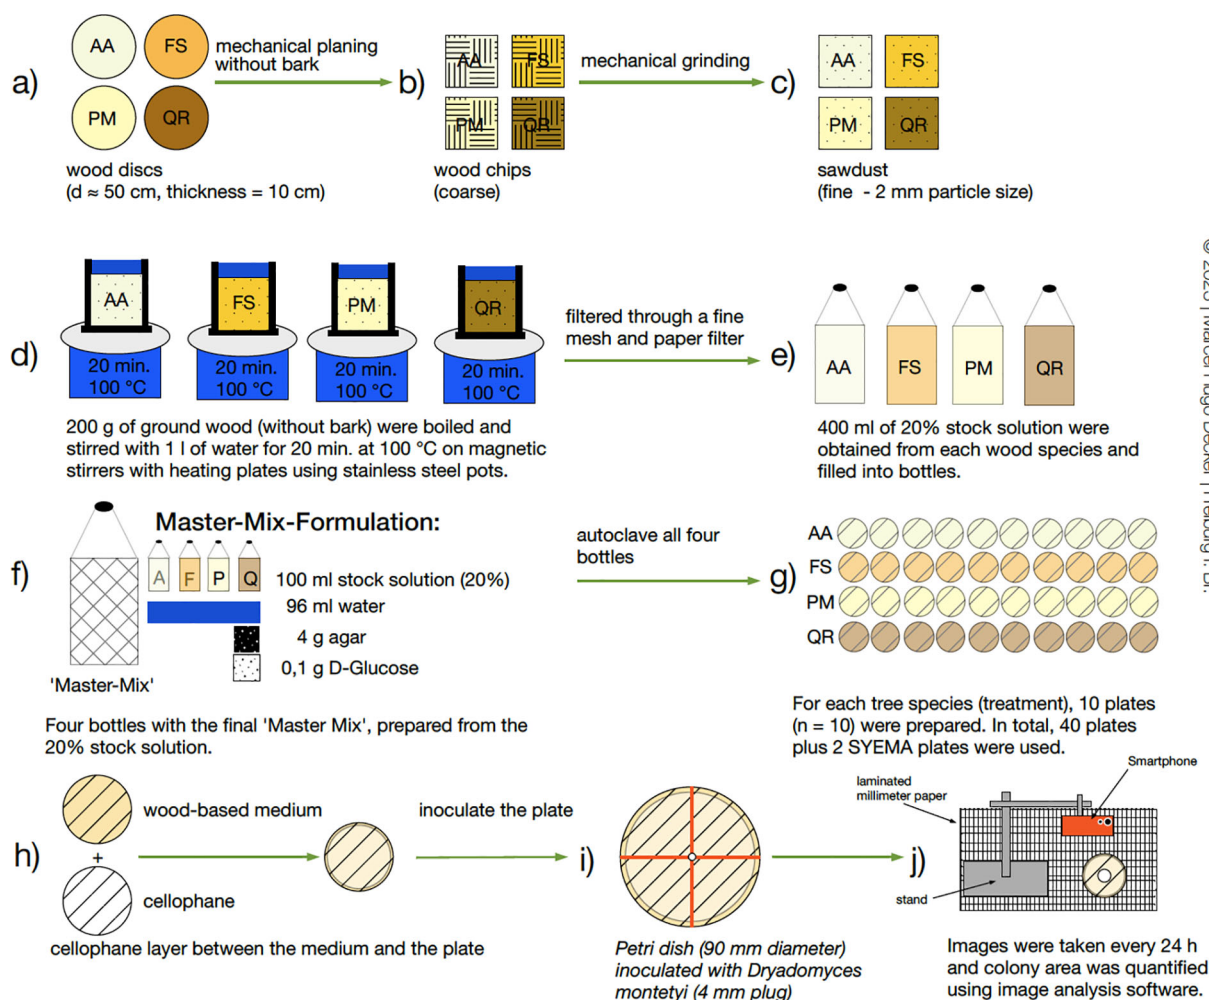 a)
AA
FS
PM
QR
wood discs
(d ≈ 50 cm, thickness = 10 cm)
mechanical planing
without bark
b)
AA
FS
PM
QR
wood chips
(coarse)
mechanical grinding
c)
AA
FS
PM
QR
sawdust
(fine - 2 mm particle size)
d)
AA
FS
PM
QR
20 min.
100 °C
20 min.
100 °C
20 min.
100 °C
20 min.
100 °C
200 g of ground wood (without bark) were boiled and
stirred with 1 l of water for 20 min. at 100 °C on magnetic
stirrers with heating plates using stainless steel pots.
filtered through a fine
mesh and paper filter
e)
AA
FS
PM
QR
400 ml of 20% stock solution were
obtained from each wood species and
filled into bottles.
f)
'Master-Mix'
Master-Mix-Formulation:
A
F
P
Q
100 ml stock solution (20%)
96 ml water
4 g agar
0,1 g D-Glucose
Four bottles with the final 'Master Mix', prepared from the
20% stock solution.
autoclave all four
bottles
g)
AA
FS
PM
QR
For each tree species (treatment), 10 plates
(n = 10) were prepared. In total, 40 plates
plus 2 SYEMA plates were used.
h)
wood-based medium
+
cellophane
cellophane layer between the medium and the plate
inoculate the plate
i)
Petri dish (90 mm diameter)
inoculated with Dryadomyces
montetyi (4 mm plug)
j)
laminated
millimeter paper
Smartphone
stand
Images were taken every 24 h
and colony area was quantified
using image analysis software.